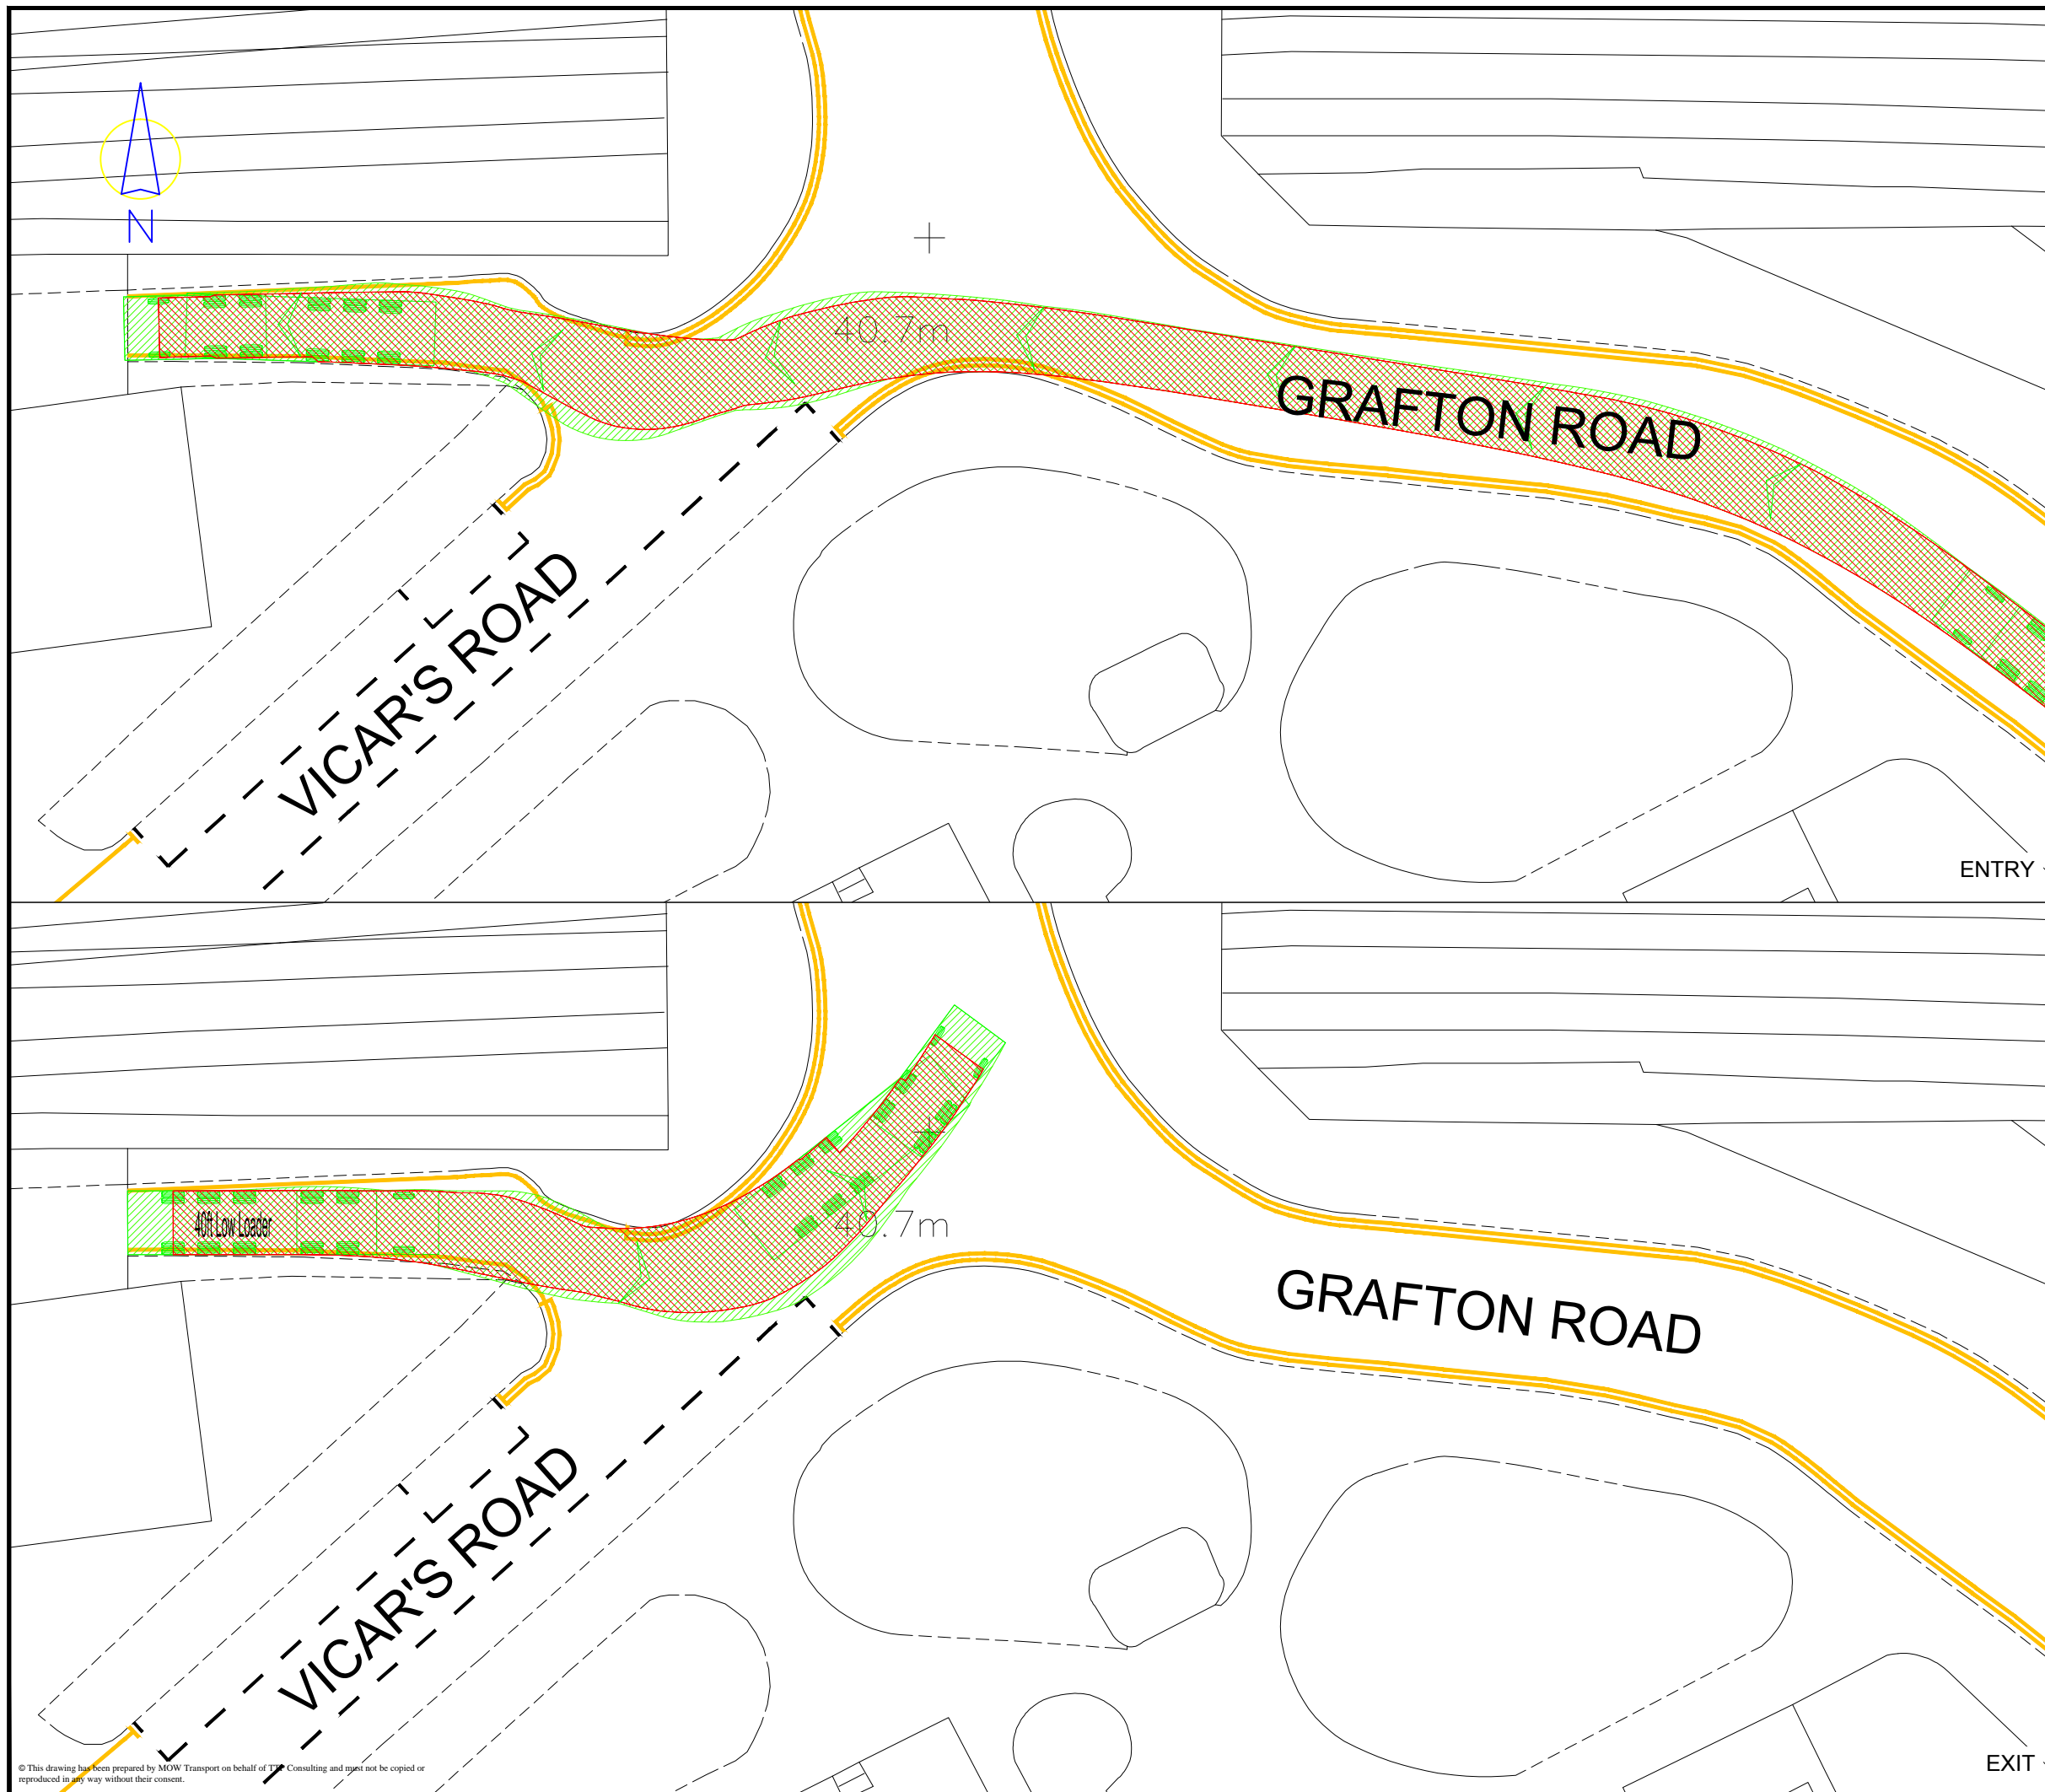 N
40.7m
GRAFTON ROAD
VICAR'S ROAD
ENTRY
40ft Low Loader
40.7m
GRAFTON ROAD
VICAR'S ROAD
© This drawing has been prepared by MOW Transport on behalf of TTP Consulting and must not be copied or
reproduced in any way without their consent.
EXIT